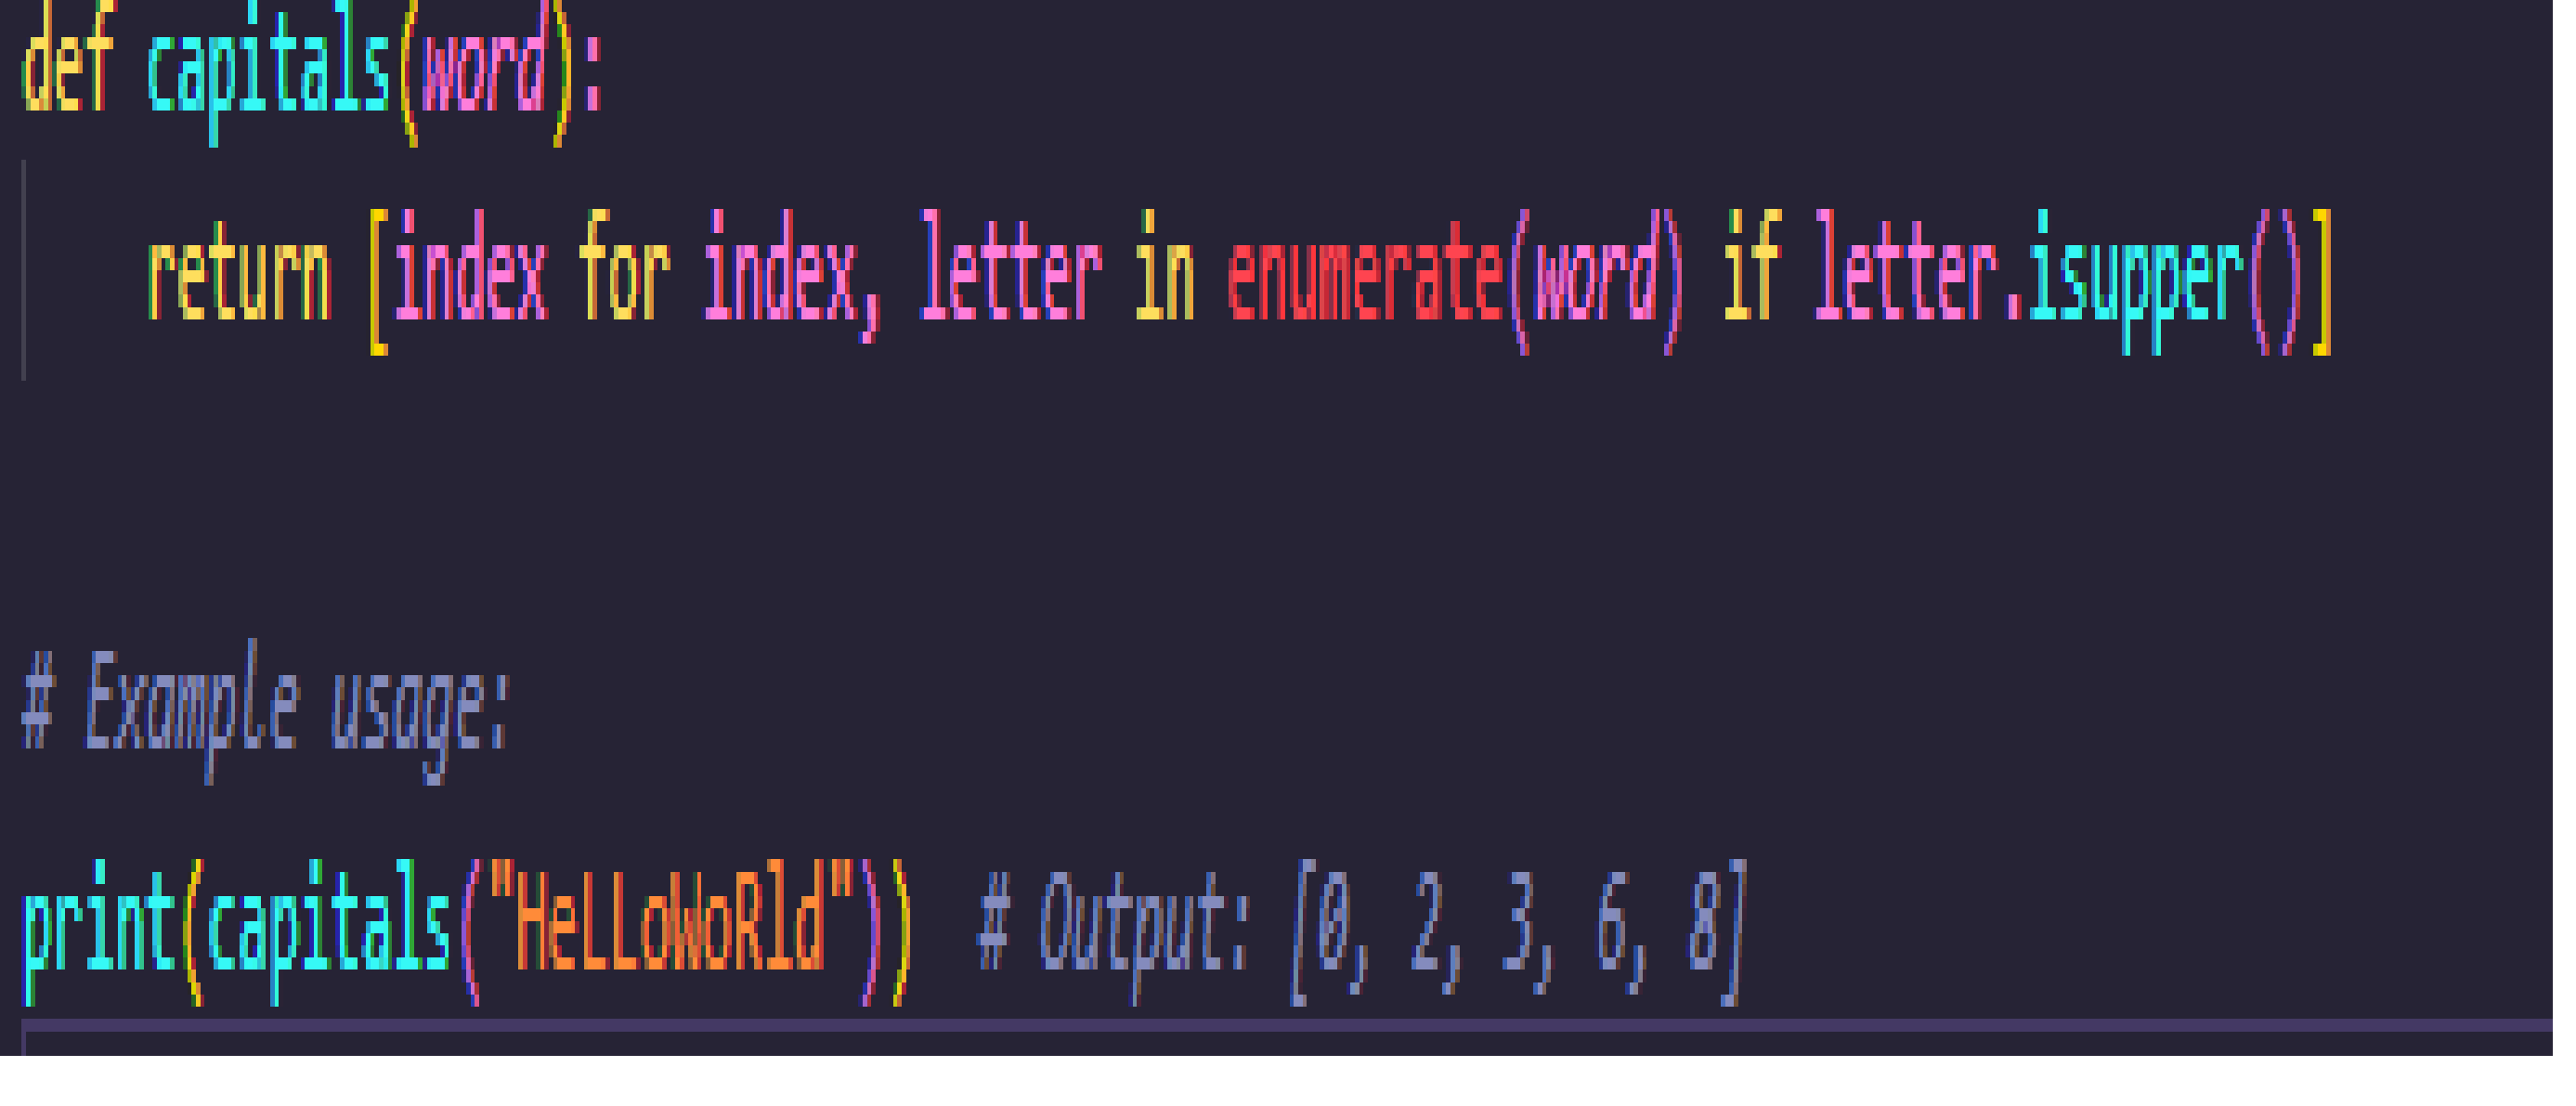 def capitals(word):
return [index for index, letter in enumerate(word) if letter.isupper()]
# Example usage:
print(capitals("HeLLoWoRld"))  # Output: [0, 2, 3, 6, 8]